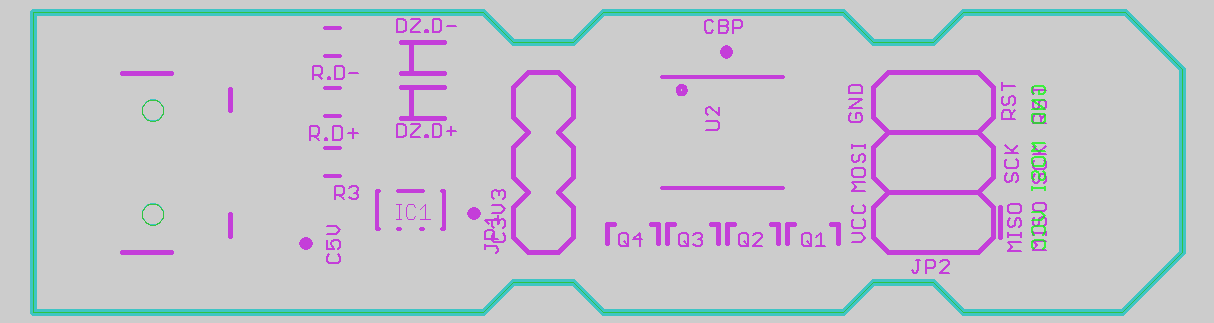 DZ.D-
CBP
R.D-
DZ.D+
R.D+
R3
IC1
C5V
JP1
C3V3
U2
Q4
Q3
Q2
Q1
GND
RST
RST
MOSI
SCK
SCK
VCC
MISO
MISO
JP2